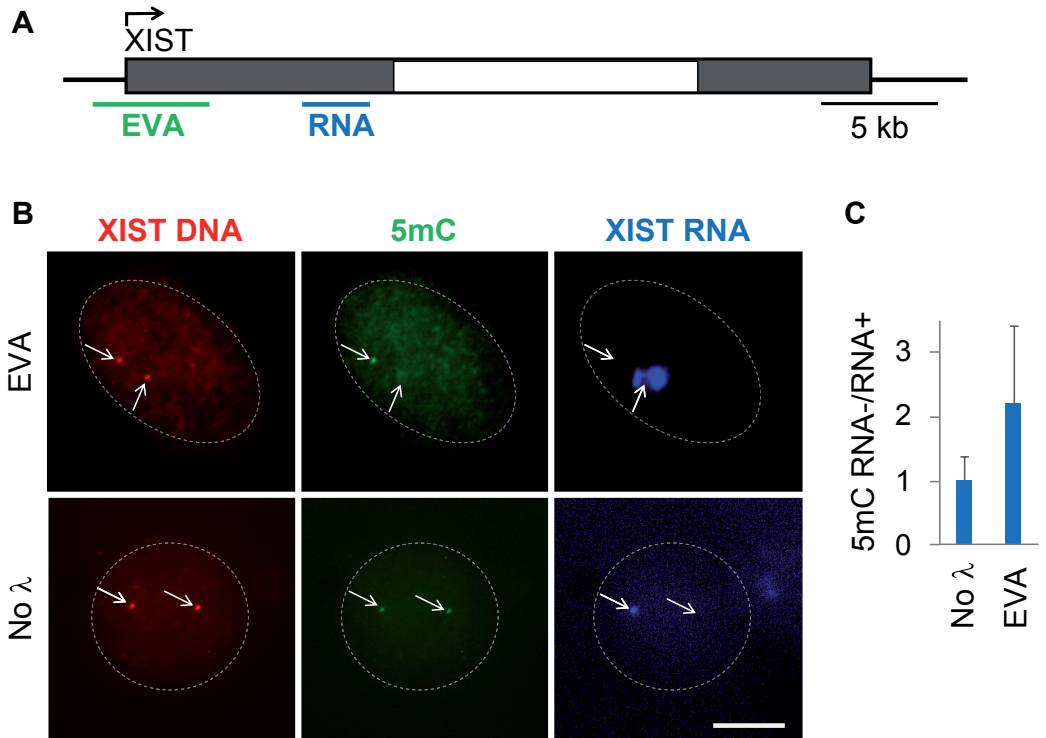 A
XIST
EVA
RNA
5 kb
B
XIST DNA
5mC
XIST RNA
EVA
No λ
C
5mC RNA-/RNA+
3
2
1
0
No λ
EVA